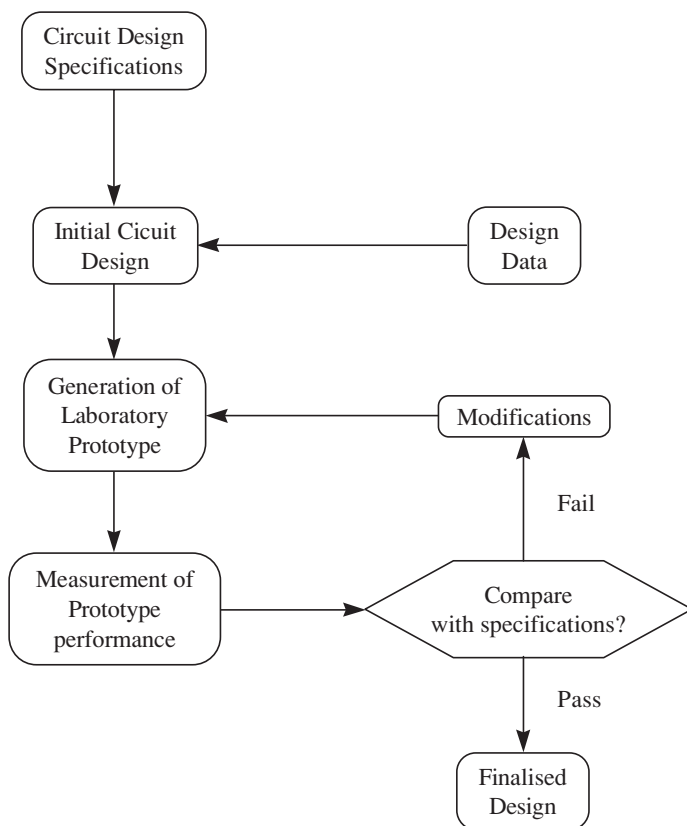 Circuit Design
Specifications
Initial Cicuit
Design
Design
Data
Generation of
Laboratory
Prototype
Modifications
Fail
Measurement of
Prototype
performance
Compare
with specifications?
Pass
Finalised
Design